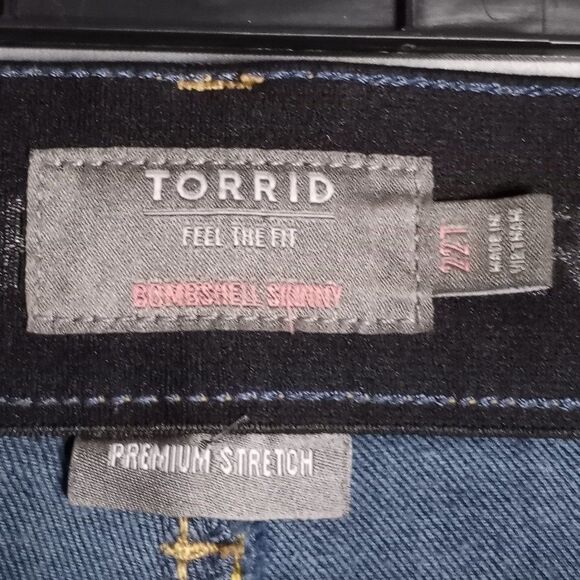 TORRID
FEEL THE FIT
BOMBSHELL SKINNY
22T
MADE IN
VIETNAM
PREMIUM STRETCH